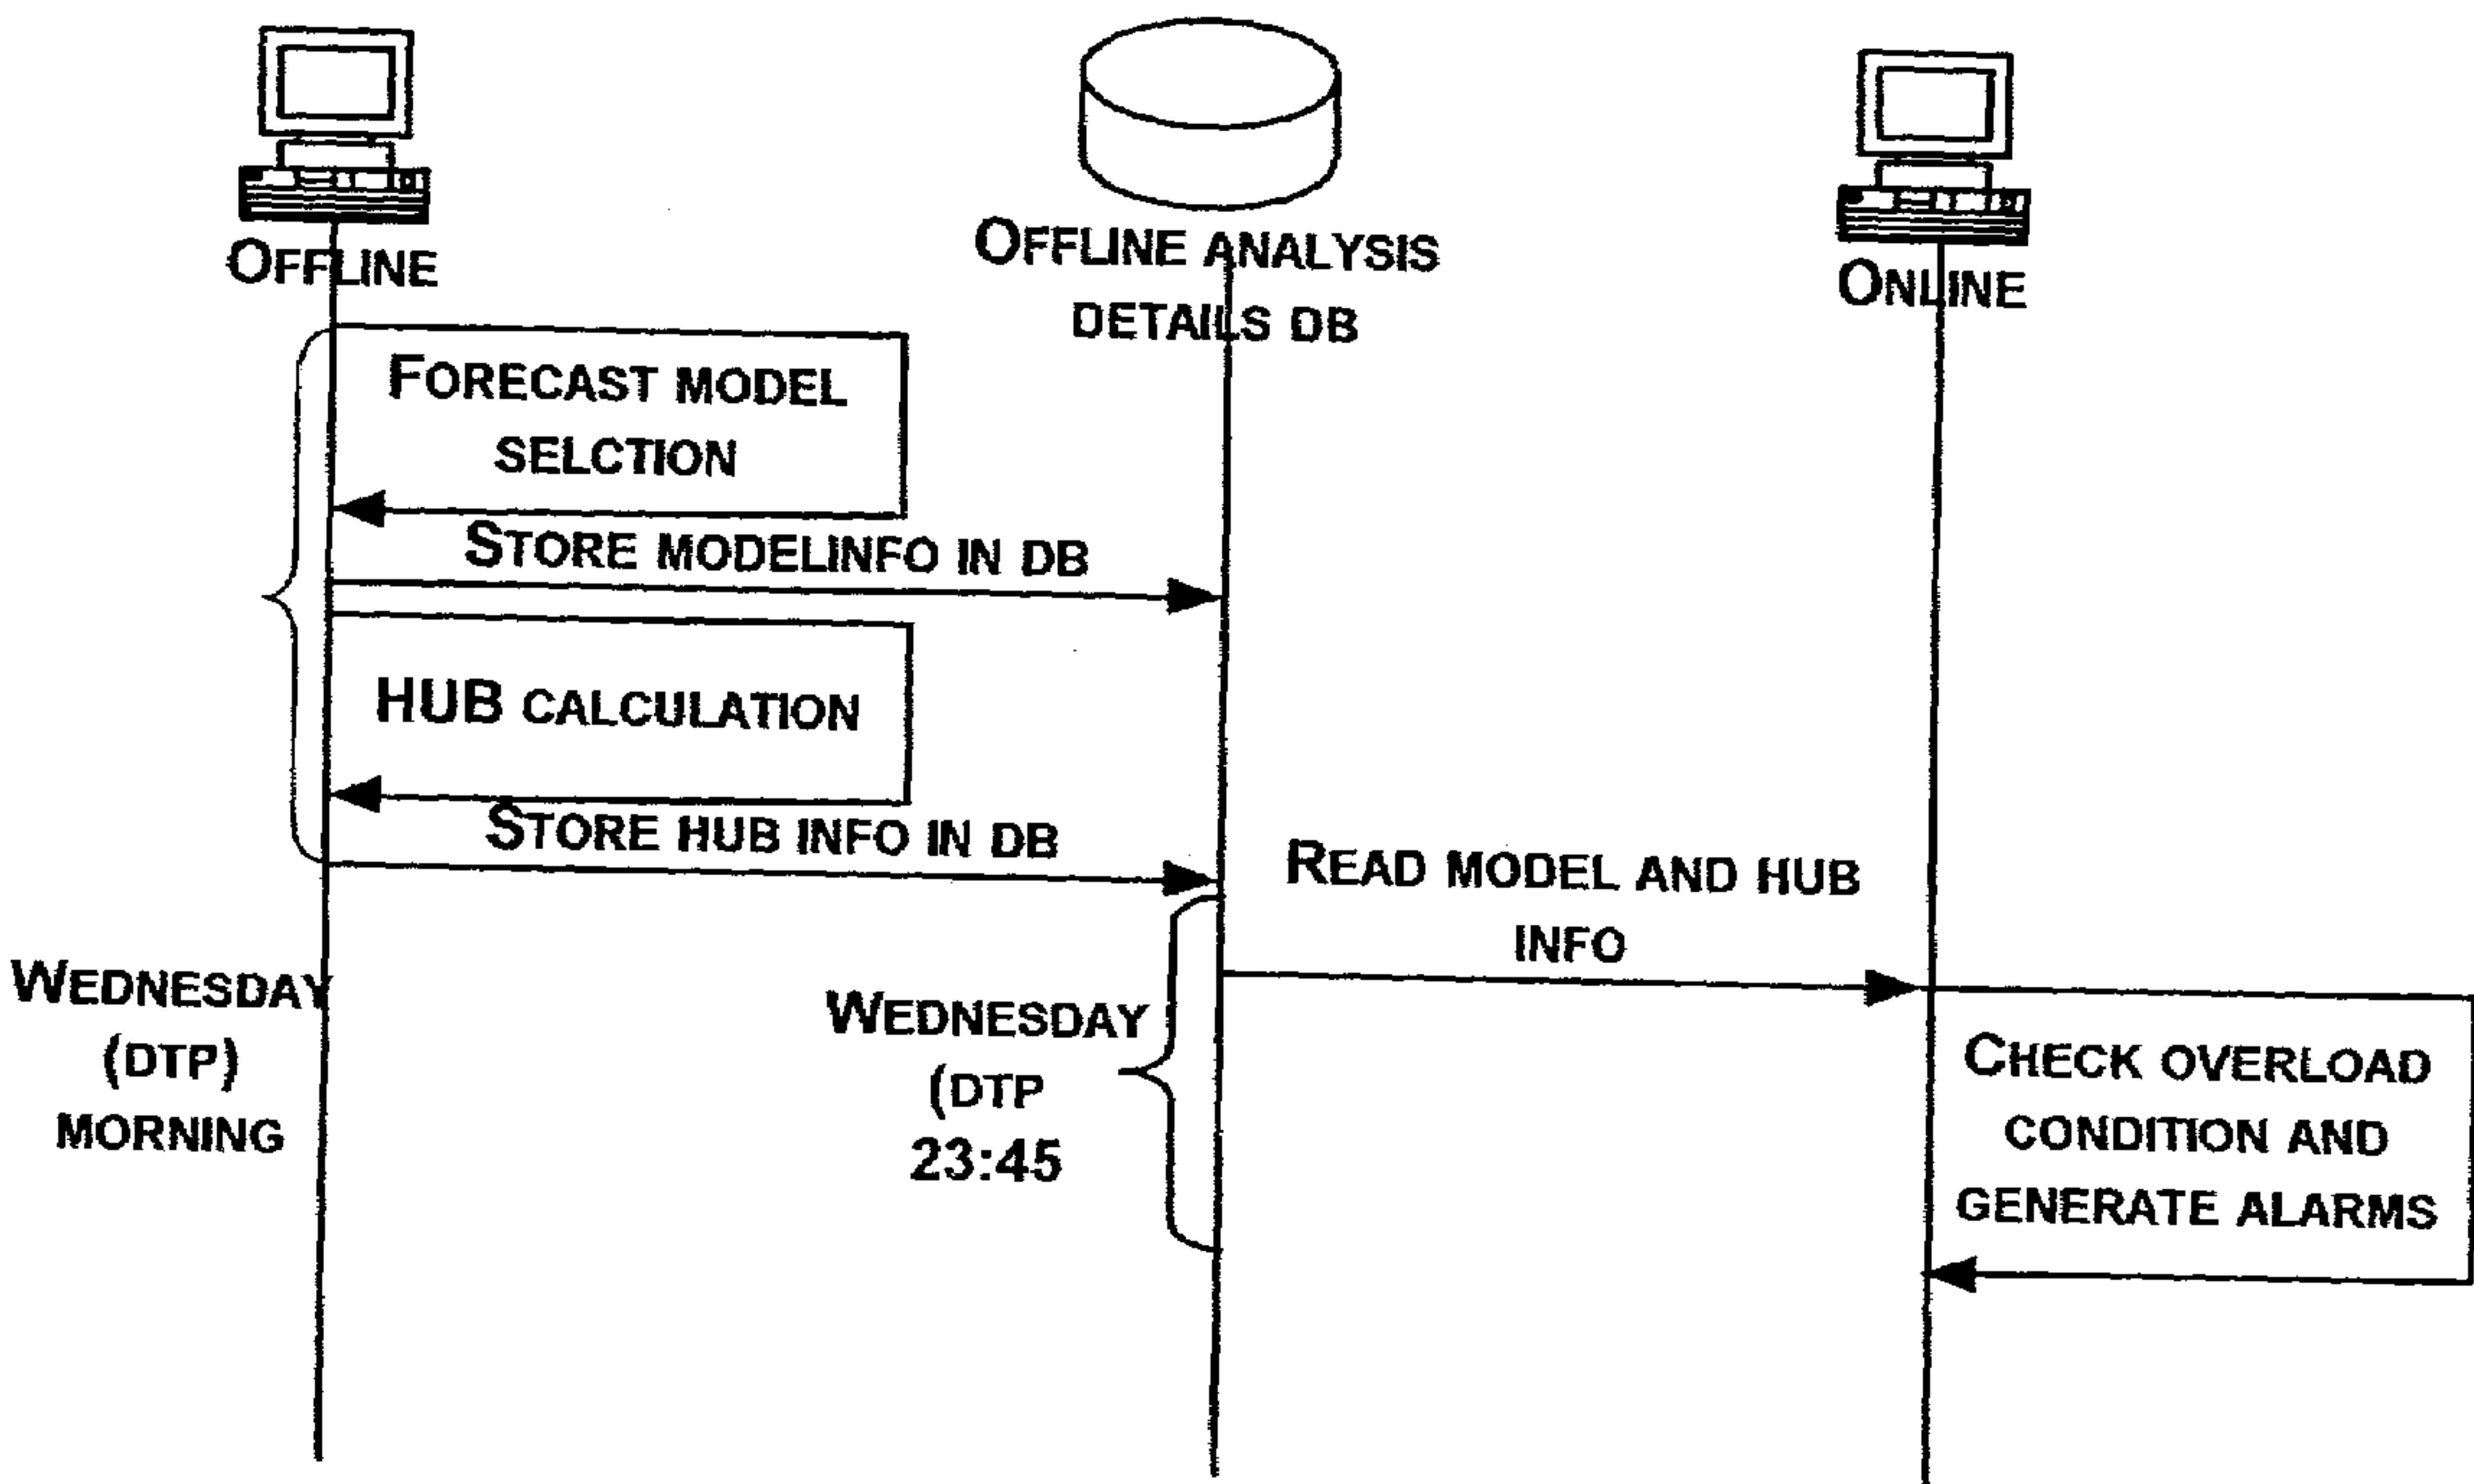 OFFLINE
OFFLINE ANALYSIS
DETAILS DB
ONLINE
FORECAST MODEL
SELCTION
STORE MODELINFO IN DB
HUB CALCULATION
STORE HUB INFO IN DB
READ MODEL AND HUB
INFO
WEDNESDAY
(DTP)
MORNING
WEDNESDAY
(DTP
23:45
CHECK OVERLOAD
CONDITION AND
GENERATE ALARMS